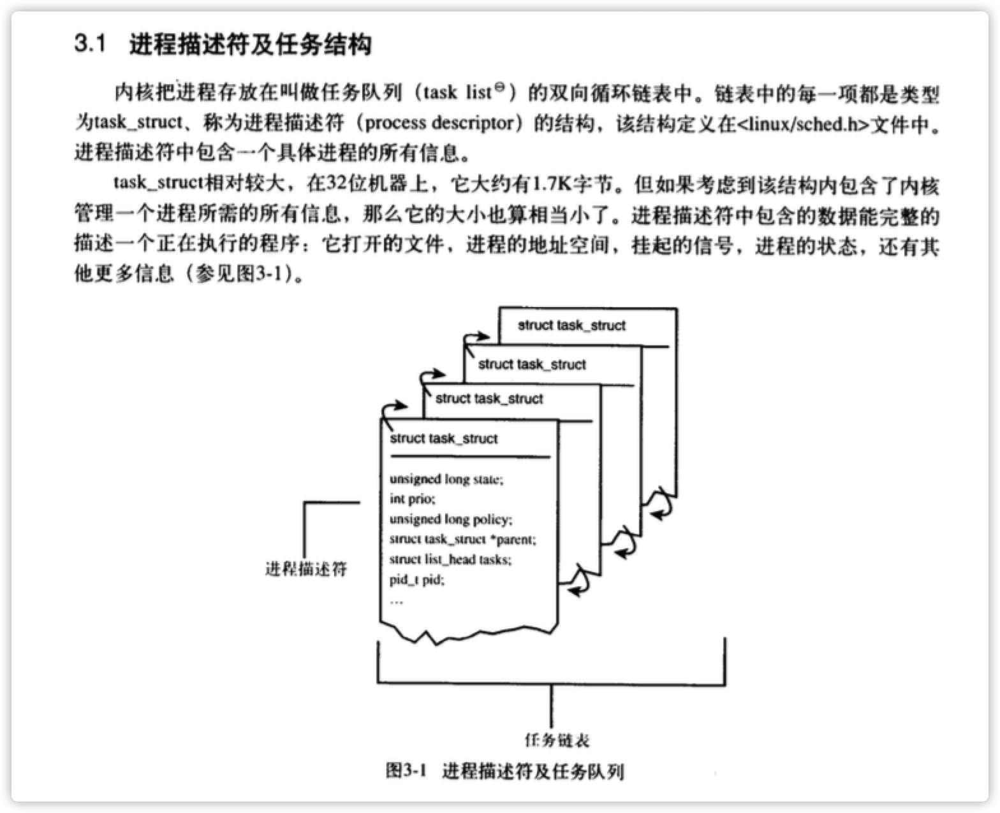 3.1 进程描述符及任务结构
内核把进程存放在叫做任务队列（task list⊖）的双向循环链表中。链表中的每一项都是类型
为task_struct、称为进程描述符（process descriptor）的结构，该结构定义在<linux/sched.h>文件中。
进程描述符中包含一个具体进程的所有信息。
task_struct相对较大，在32位机器上，它大约有1.7K字节。但如果考虑到该结构内包含了内核
管理一个进程所需的所有信息，那么它的大小也算相当小了。进程描述符中包含的数据能完整的
描述一个正在执行的程序：它打开的文件，进程的地址空间，挂起的信号，进程的状态，还有其
他更多信息（参见图3-1）。
struct task_struct
struct task_struct
struct task_struct
struct task_struct
unsigned long state;
int prio;
unsigned long policy;
struct task_struct *parent;
struct list_head tasks;
pid_t pid;
...
进程描述符
任务链表
图3-1 进程描述符及任务队列